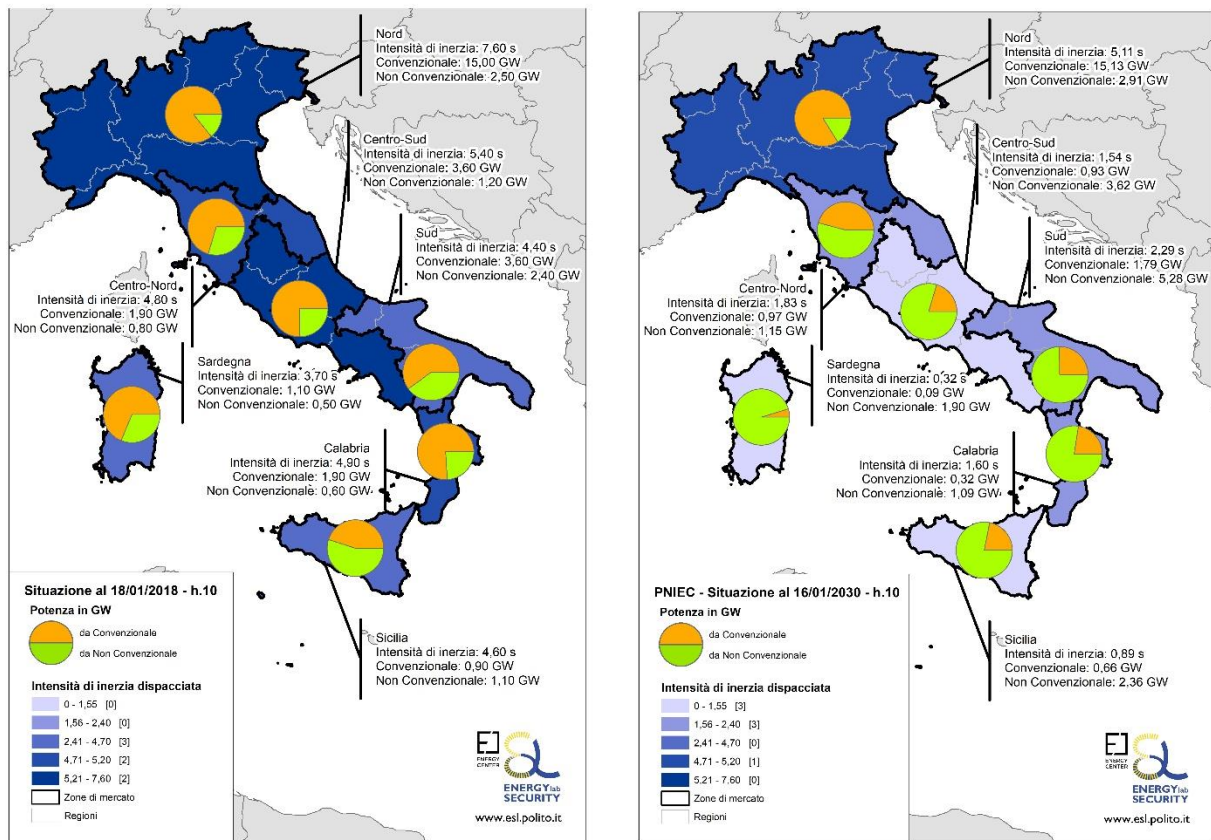 Nord
Intensità di inerzia: 7,60 s
Convenzionale: 15,00 GW
Non Convenzionale: 2,50 GW
Centro-Sud
Intensità di inerzia: 5,40 s
Convenzionale: 3,60 GW
Non Convenzionale: 1,20 GW
Sud
Intensità di inerzia: 4,40 s
Convenzionale: 3,60 GW
Non Convenzionale: 2,40 GW
Centro-Nord
Intensità di inerzia: 4,80 s
Convenzionale: 1,90 GW
Non Convenzionale: 0,80 GW
Sardegna
Intensità di inerzia: 3,70 s
Convenzionale: 1,10 GW
Non Convenzionale: 0,50 GW
Calabria
Intensità di inerzia: 4,90 s
Convenzionale: 1,90 GW
Non Convenzionale: 0,60 GW
Sicilia
Intensità di inerzia: 4,60 s
Convenzionale: 0,90 GW
Non Convenzionale: 1,10 GW
Situazione al 18/01/2018 - h.10
Potenza in GW
da Convenzionale
da Non Convenzionale
Intensità di inerzia dispacciata
0 - 1,55 [0]
1,56 - 2,40 [0]
2,41 - 4,70 [3]
4,71 - 5,20 [2]
5,21 - 7,60 [2]
Zone di mercato
Regioni
ENERGY
CENTER
ENERGY lab
SECURITY
www.esl.polito.it
Nord
Intensità di inerzia: 5,11 s
Convenzionale: 15,13 GW
Non Convenzionale: 2,91 GW
Centro-Sud
Intensità di inerzia: 1,54 s
Convenzionale: 0,93 GW
Non Convenzionale: 3,62 GW
Sud
Intensità di inerzia: 2,29 s
Convenzionale: 1,79 GW
Non Convenzionale: 5,28 GW
Centro-Nord
Intensità di inerzia: 1,83 s
Convenzionale: 0,97 GW
Non Convenzionale: 1,15 GW
Sardegna
Intensità di inerzia: 0,32 s
Convenzionale: 0,09 GW
Non Convenzionale: 1,90 GW
Calabria
Intensità di inerzia: 1,60 s
Convenzionale: 0,32 GW
Non Convenzionale: 1,09 GW
Sicilia
Intensità di inerzia: 0,89 s
Convenzionale: 0,66 GW
Non Convenzionale: 2,36 GW
PNIEC - Situazione al 16/01/2030 - h.10
Potenza in GW
da Convenzionale
da Non Convenzionale
Intensità di inerzia dispacciata
0 - 1,55 [3]
1,56 - 2,40 [3]
2,41 - 4,70 [0]
4,71 - 5,20 [1]
5,21 - 7,60 [0]
Zone di mercato
Regioni
ENERGY
CENTER
ENERGY lab
SECURITY
www.esl.polito.it